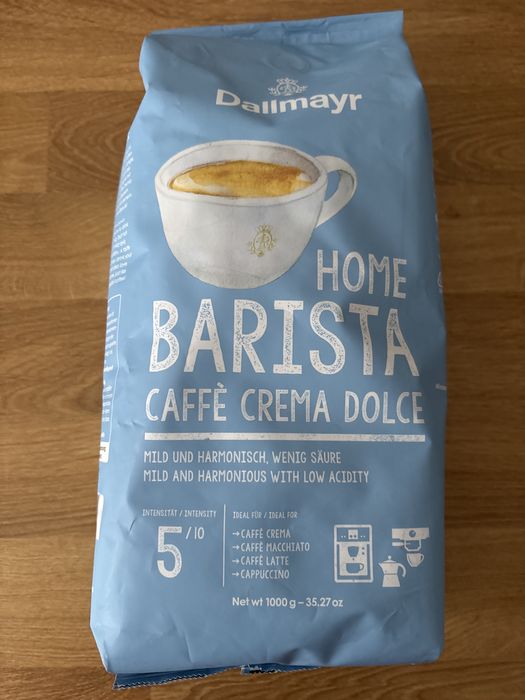 Dallmayr
HOME
BARISTA
CAFFÈ CREMA DOLCE
MILD UND HARMONISCH, WENIG SÄURE
MILD AND HARMONIOUS WITH LOW ACIDITY
INTENSITÄT / INTENSITY
5/10
IDEAL FÜR / IDEAL FOR
→CAFFÈ CREMA
→CAFFÈ MACCHIATO
→CAFFÈ LATTE
→CAPPUCCINO
Net wt 1000 g – 35.27 oz